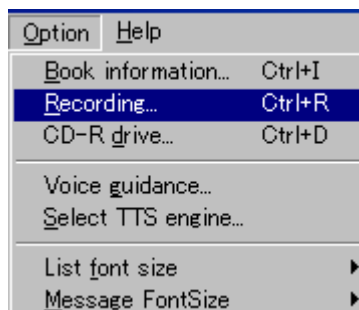 Option Help
Book information... Ctrl+I
Recording... Ctrl+R
CD-R drive... Ctrl+D
Voice guidance...
Select TTS engine...
List font size
Message FontSize